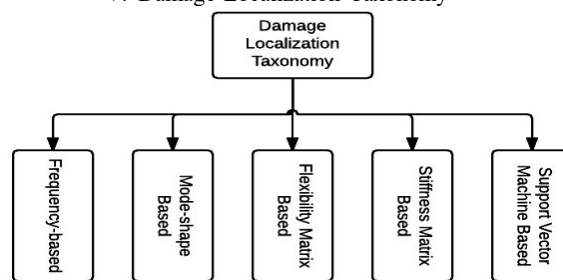 Damage Localization Taxonomy
Damage
Localization
Taxonomy
Frequency-based
Mode-shape
Based
Flexibility Matrix
Based
Stiffness Matrix
Based
Support Vector
Machine Based